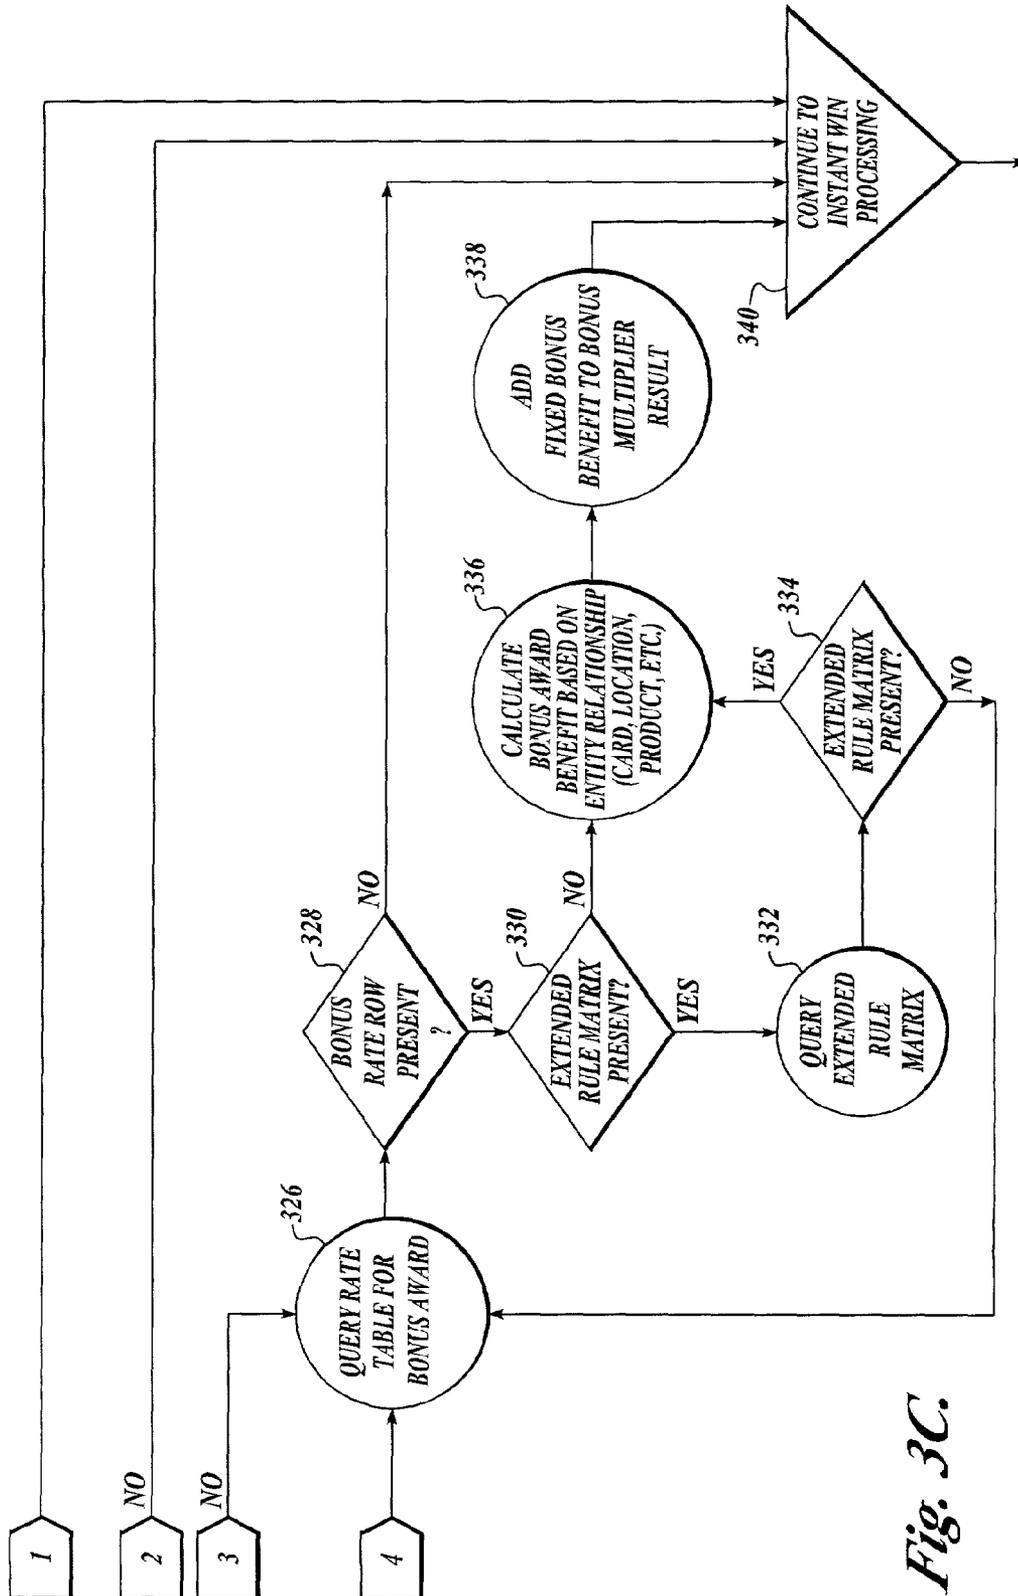 1
NO
2
NO
3
4
326
QUERY RATE
TABLE FOR
BONUS AWARD
328
BONUS
RATE ROW
PRESENT
?
NO
YES
330
EXTENDED
RULE MATRIX
PRESENT?
NO
YES
332
QUERY
EXTENDED
RULE
MATRIX
334
EXTENDED
RULE MATRIX
PRESENT?
YES
NO
336
CALCULATE
BONUS AWARD
BENEFIT BASED ON
ENTITY RELATIONSHIP
(CARD, LOCATION,
PRODUCT, ETC.)
338
ADD
FIXED BONUS
BENEFIT TO BONUS
MULTIPLIER
RESULT
340
CONTINUE TO
INSTANT WIN
PROCESSING
Fig. 3C.